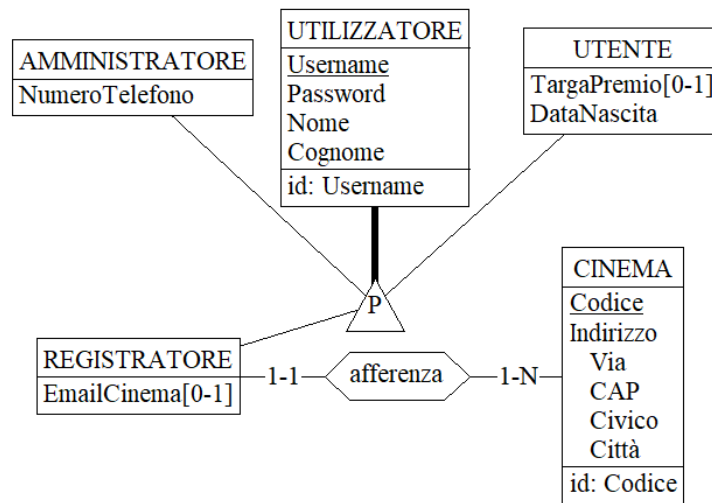 AMMINISTRATORE
NumeroTelefono
UTILIZZATORE
Username
Password
Nome
Cognome
id: Username
UTENTE
TargaPremio[0-1]
DataNascita
P
REGISTRATORE
EmailCinema[0-1]
1-1
afferenza
1-N
CINEMA
Codice
Indirizzo
Via
CAP
Civico
Città
id: Codice